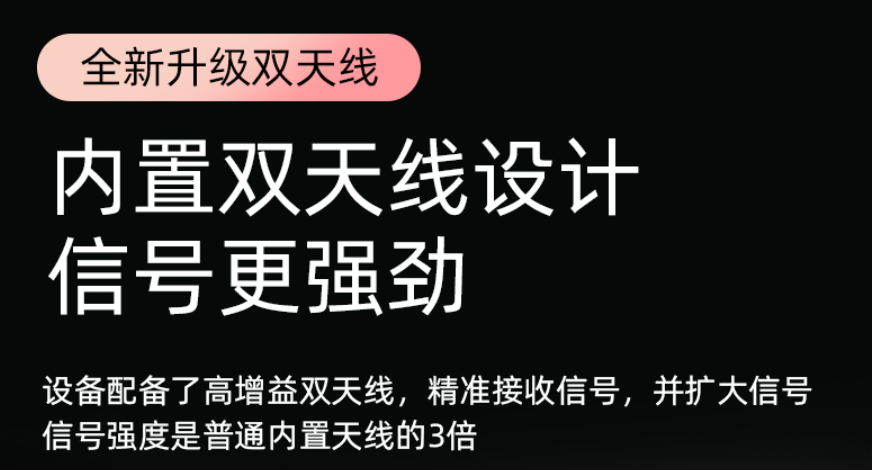 全新升级双天线
内置双天线设计
信号更强劲
设备配备了高增益双天线，精准接收信号，并扩大信号
信号强度是普通内置天线的3倍